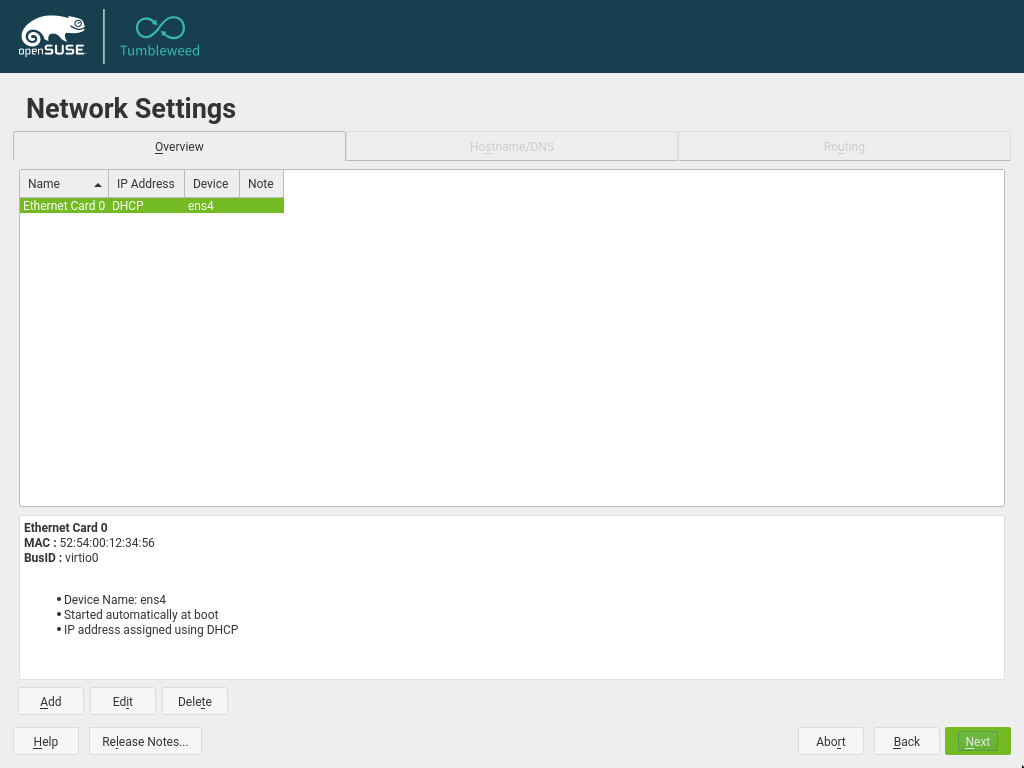 openSUSE
Tumbleweed
Network Settings
Overview
Hostname/DNS
Routing
Name IP Address Device Note
Ethernet Card 0 DHCP ens4
Ethernet Card 0
MAC : 52:54:00:12:34:56
BusID : virtio0
• Device Name: ens4
• Started automatically at boot
• IP address assigned using DHCP
Add Edit Delete
Help Release Notes... Abort Back Next